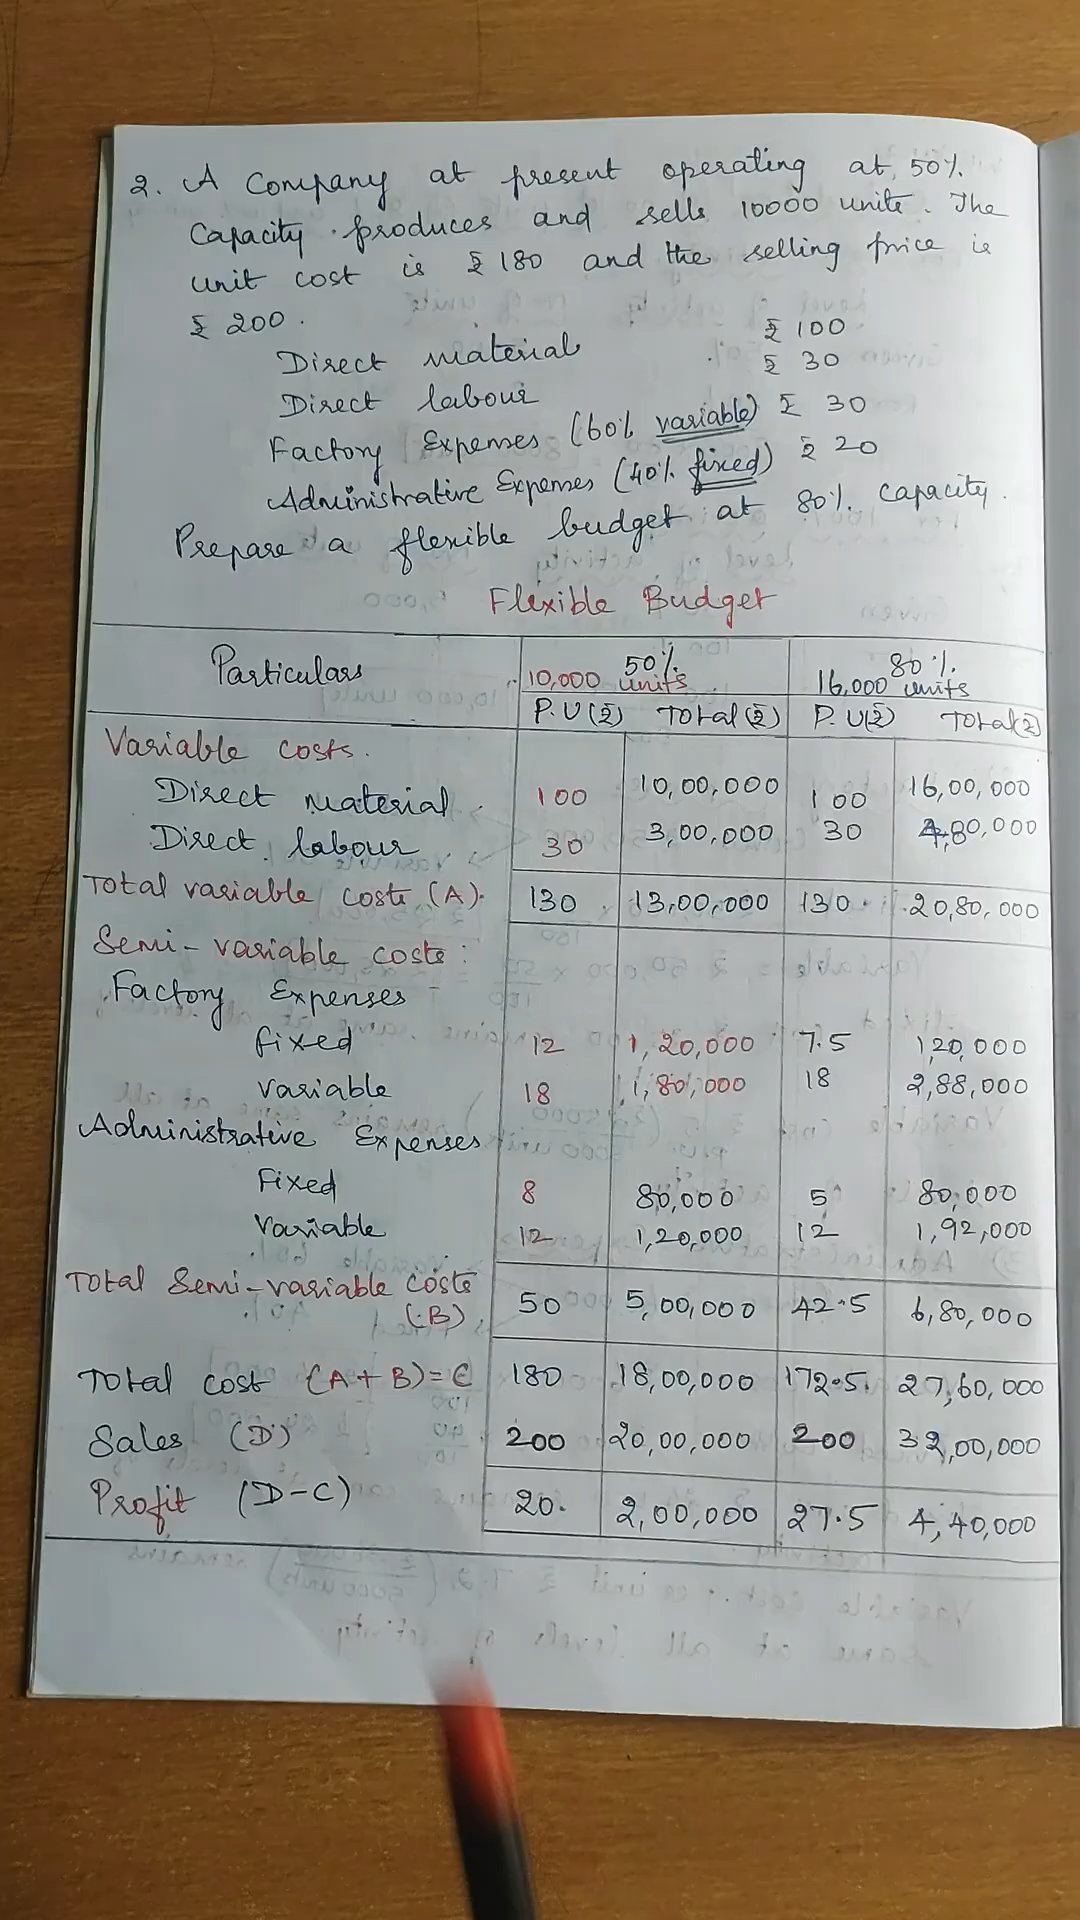 2. A Company at present operating at 50%.
Capacity produces and sells 10000 units. The
unit cost is ₹ 180 and the selling price is
₹ 200.
Direct material ₹ 100
Direct labour ₹ 30
Factory Expenses (60% variable) ₹ 30
Administrative Expenses (40% fixed) ₹ 20
Prepare a flexible budget at 80% capacity.
Flexible Budget
Particulars 50% 80%
10,000 units 16,000 units
P.U(₹) Total(₹) P.U(₹) Total(₹)
Variable costs.
Direct material 100 10,00,000 100 16,00,000
Direct labour 30 3,00,000 30 4,80,000
Total variable costs (A). 130 13,00,000 130 20,80,000
Semi-variable costs:
Factory Expenses
fixed 12 1,20,000 7.5 1,20,000
variable 18 1,80,000 18 2,88,000
Administrative Expenses
Fixed 8 80,000 5 80,000
Variable 12 1,20,000 12 1,92,000
Total Semi-variable costs
(B) 50 5,00,000 42.5 6,80,000
Total cost (A+B)=C 180 18,00,000 172.5 27,60,000
Sales (D) 200 20,00,000 200 32,00,000
Profit (D-C) 20. 2,00,000 27.5 4,40,000